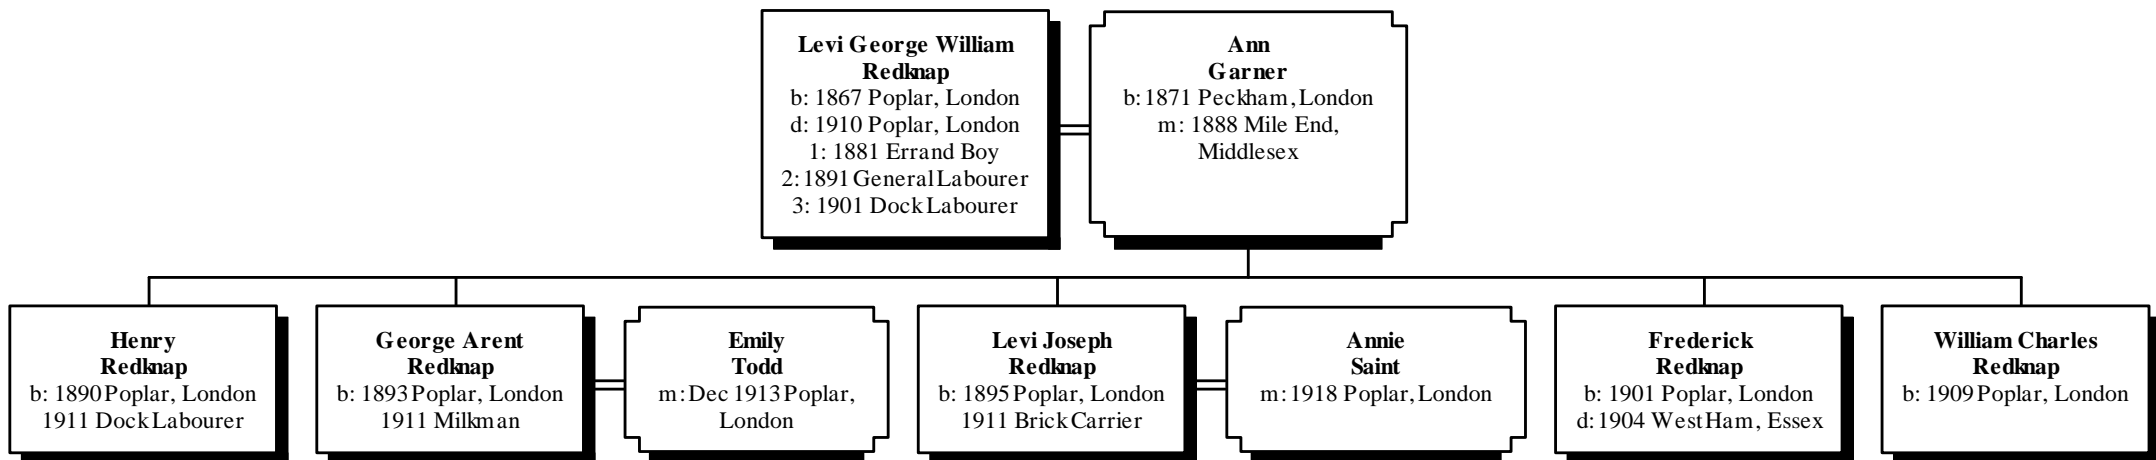 Levi George William
Redknap
b: 1867 Poplar, London
d: 1910 Poplar, London
1: 1881 Errand Boy
2: 1891 General Labourer
3: 1901 Dock Labourer
Ann
Garner
b: 1871 Peckham, London
m: 1888 Mile End,
Middlesex
Henry
Redknap
b: 1890 Poplar, London
1911 Dock Labourer
George Arent
Redknap
b: 1893 Poplar, London
1911 Milkman
Emily
Todd
m: Dec 1913 Poplar,
London
Levi Joseph
Redknap
b: 1895 Poplar, London
1911 Brick Carrier
Annie
Saint
m: 1918 Poplar, London
Frederick
Redknap
b: 1901 Poplar, London
d: 1904 West Ham, Essex
William Charles
Redknap
b: 1909 Poplar, London